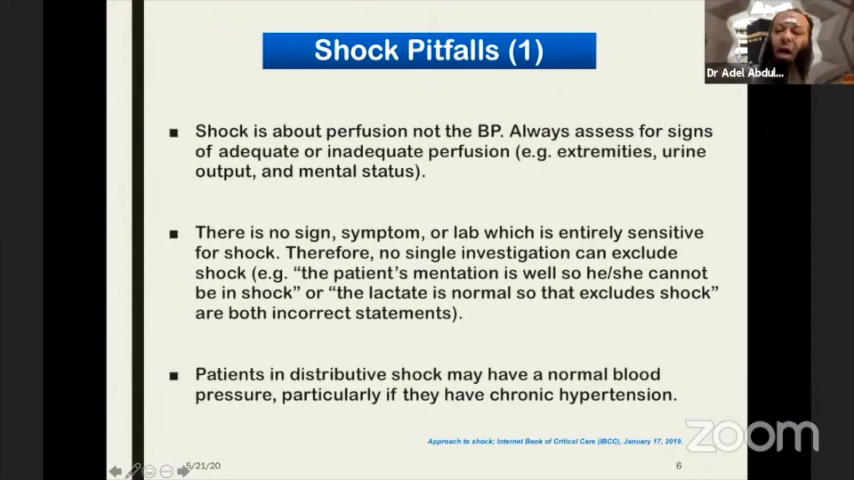 Shock Pitfalls (1)
Dr Adel Abdul...
■ Shock is about perfusion not the BP. Always assess for signs
of adequate or inadequate perfusion (e.g. extremities, urine
output, and mental status).
■ There is no sign, symptom, or lab which is entirely sensitive
for shock. Therefore, no single investigation can exclude
shock (e.g. “the patient’s mentation is well so he/she cannot
be in shock” or “the lactate is normal so that excludes shock”
are both incorrect statements).
■ Patients in distributive shock may have a normal blood
pressure, particularly if they have chronic hypertension.
Approach to shock: Internet Book of Critical Care (IBCC), January 17, 2019.
zoom
5/21/20
6